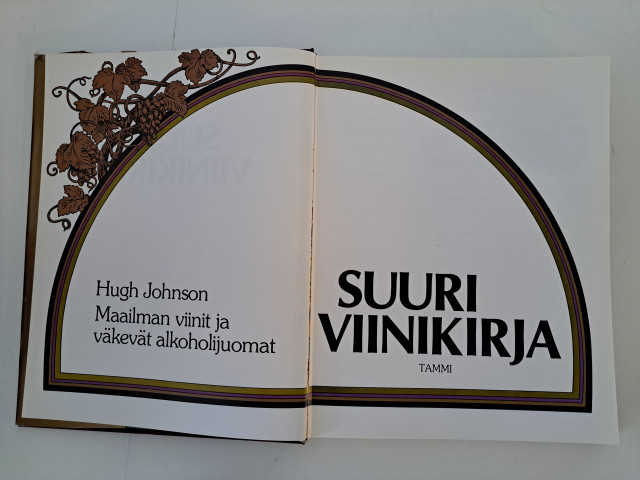 Hugh Johnson
Maailman viinit ja
väkevät alkoholijuomat
SUURI
VIINIKIRJA
TAMMI